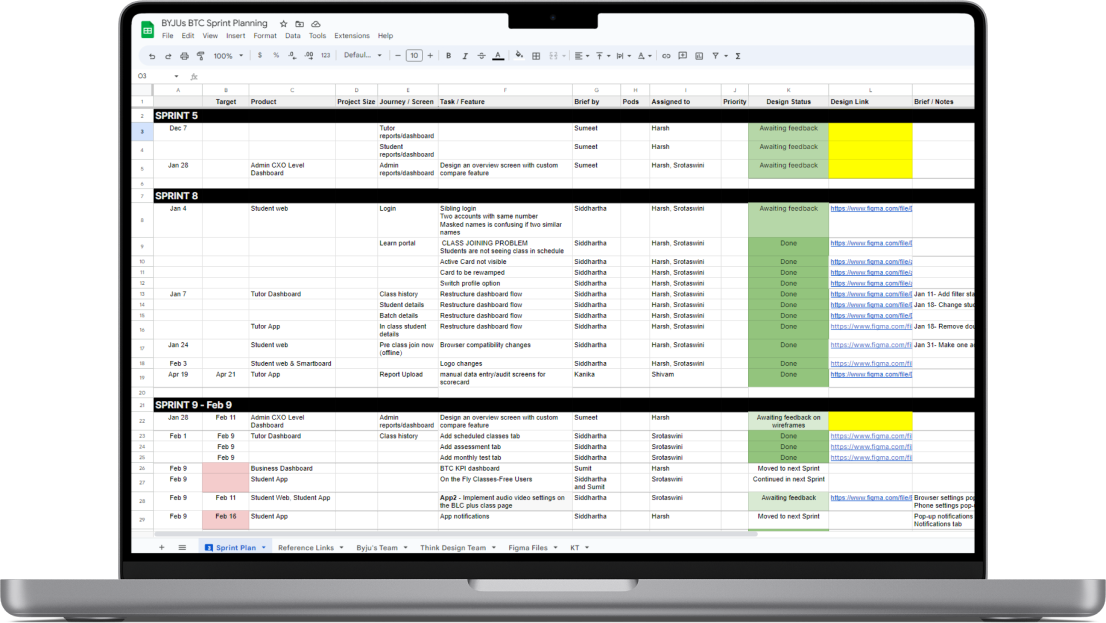 BYJUs BTC Sprint Planning
File Edit View Insert Format Data Tools Extensions Help
100% $ % .0 .00 123 Defaul... 10 B I A
O3 fx
A B C D E F G H I J K L
1 Target Product Project Size Journey / Screen Task / Feature Brief by Pods Assigned to Priority Design Status Design Link Brief / Notes
2 SPRINT 5
3 Dec 7 Tutor reports/dashboard Sumeet Harsh Awaiting feedback
4 Student reports/dashboard Sumeet Harsh Awaiting feedback
5 Jan 28 Admin CXO Level Dashboard Admin reports/dashboard Design an overview screen with custom compare feature Sumeet Harsh, Srotaswini Awaiting feedback
6
7 SPRINT 8
8 Jan 4 Student web Login Sibling login Two accounts with same number Masked names is confusing if two similar names Siddhartha Harsh, Srotaswini Awaiting feedback https://www.figma.com/file/
9 Learn portal CLASS JOINING PROBLEM Students are not seeing class in schedule Siddhartha Harsh, Srotaswini Done https://www.figma.com/file/
10 Active Card not visible Siddhartha Harsh, Srotaswini Done https://www.figma.com/file/
11 Card to be revamped Siddhartha Harsh, Srotaswini Done https://www.figma.com/file/
12 Switch profile option Siddhartha Harsh, Srotaswini Done https://www.figma.com/file/
13 Jan 7 Tutor Dashboard Class history Restructure dashboard flow Siddhartha Harsh, Srotaswini Done https://www.figma.com/file/ Jan 11- Add filter sta
14 Student details Restructure dashboard flow Siddhartha Harsh, Srotaswini Done https://www.figma.com/file/ Jan 18- Change stu
15 Batch details Restructure dashboard flow Siddhartha Harsh, Srotaswini Done https://www.figma.com/file/
16 Tutor App In class student details Restructure dashboard flow Siddhartha Harsh, Srotaswini Done https://www.figma.com/fil Jan 18- Remove dou
17 Jan 24 Student web Pre class join now (offline) Browser compatibility changes Siddhartha Harsh, Srotaswini Done https://www.figma.com/fil Jan 31- Make one a
18 Feb 3 Student web & Smartboard Logo changes Siddhartha Harsh, Srotaswini Done https://www.figma.com/fil
19 Apr 19 Apr 21 Tutor App Report Upload manual data entry/audit screens for scorecard Kanika Shivam Done https://www.figma.com/file/
20
21 SPRINT 9 - Feb 9
22 Jan 28 Feb 11 Admin CXO Level Dashboard Admin reports/dashboard Design an overview screen with custom compare feature Sumeet Harsh Awaiting feedback on wireframes
23 Feb 1 Feb 9 Tutor Dashboard Class history Add scheduled classes tab Siddhartha Srotaswini Done https://www.figma.com/fil
24 Feb 9 Add assessment tab Siddhartha Srotaswini Done https://www.figma.com/fil
25 Feb 9 Add monthly test tab Siddhartha Srotaswini Done https://www.figma.com/fil
26 Feb 9 Business Dashboard BTC KPI dashboard Sumit Harsh Moved to next Sprint
27 Feb 9 Student App On the Fly Classes-Free Users Siddhartha and Sumit Srotaswini Continued in next Sprint
28 Feb 9 Feb 11 Student Web, Student App App2 - Implement audio video settings on the BLC plus class page Siddhartha Srotaswini Awaiting feedback https://www.figma.com/file/ Browser settings pop Phone settings pop-
29 Feb 9 Feb 16 Student App App notifications Siddhartha Harsh Moved to next Sprint Pop-up notifications Notifications tab
Sprint Plan Reference Links Byju's Team Think Design Team Figma Files KT